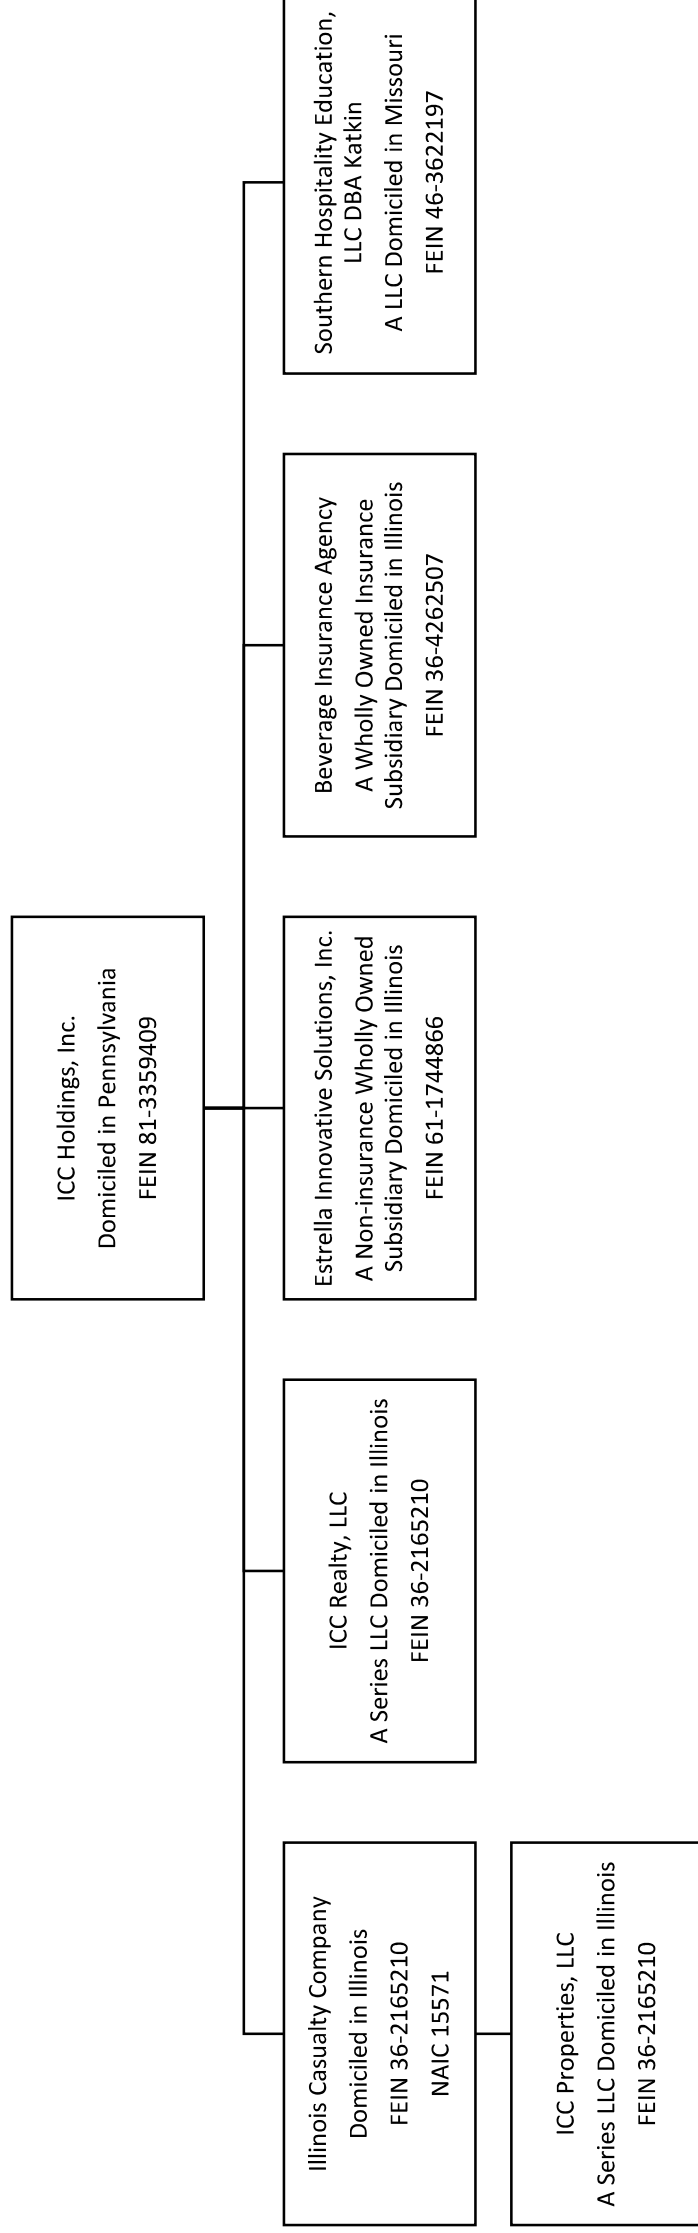 ICC Holdings, Inc.
Domiciled in Pennsylvania
FEIN 81-3359409
Illinois Casualty Company
Domiciled in Illinois
FEIN 36-2165210
NAIC 15571
ICC Realty, LLC
A Series LLC Domiciled in Illinois
FEIN 36-2165210
Estrella Innovative Solutions, Inc.
A Non-insurance Wholly Owned
Subsidiary Domiciled in Illinois
FEIN 61-1744866
Beverage Insurance Agency
A Wholly Owned Insurance
Subsidiary Domiciled in Illinois
FEIN 36-4262507
Southern Hospitality Education,
LLC DBA Katkin
A LLC Domiciled in Missouri
FEIN 46-3622197
ICC Properties, LLC
A Series LLC Domiciled in Illinois
FEIN 36-2165210